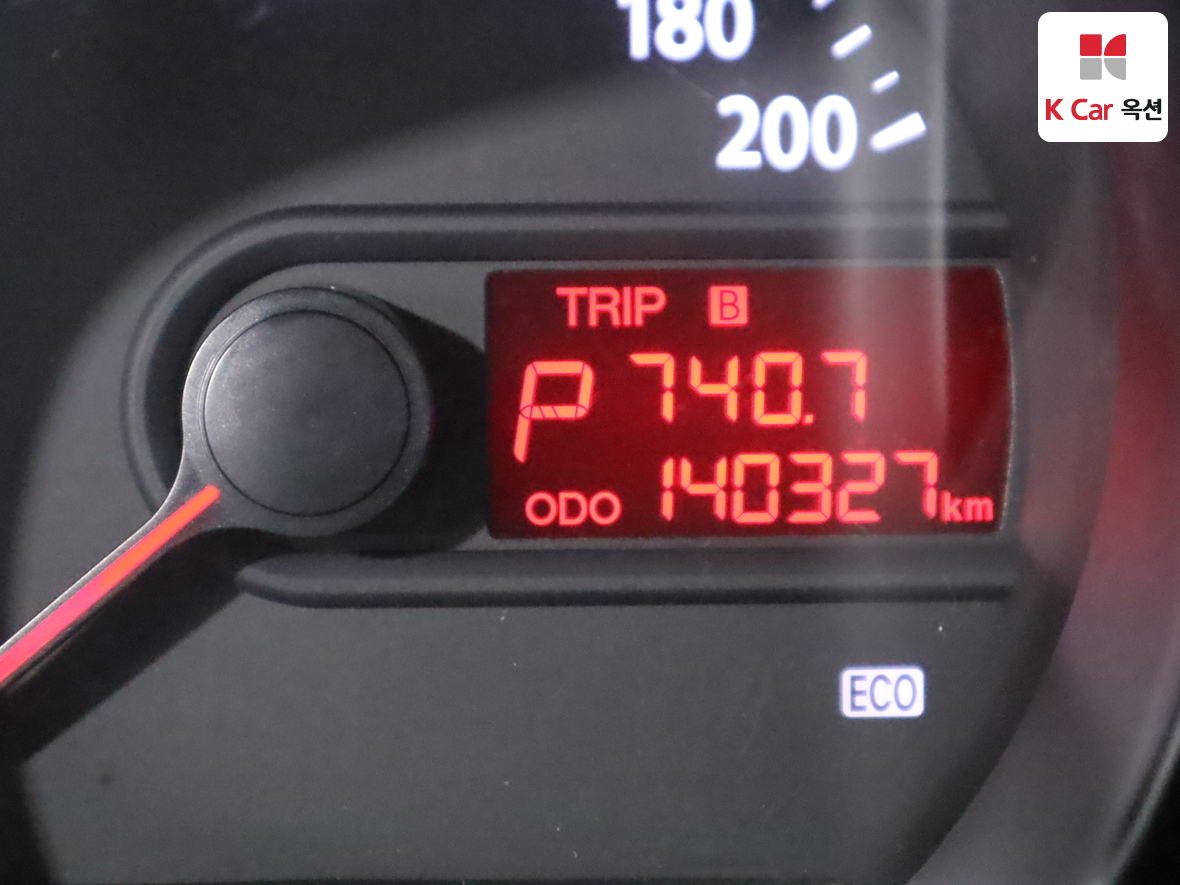 180
200
K Car 옥션
TRIP B
P 740.7
ODO 140327 km
ECO